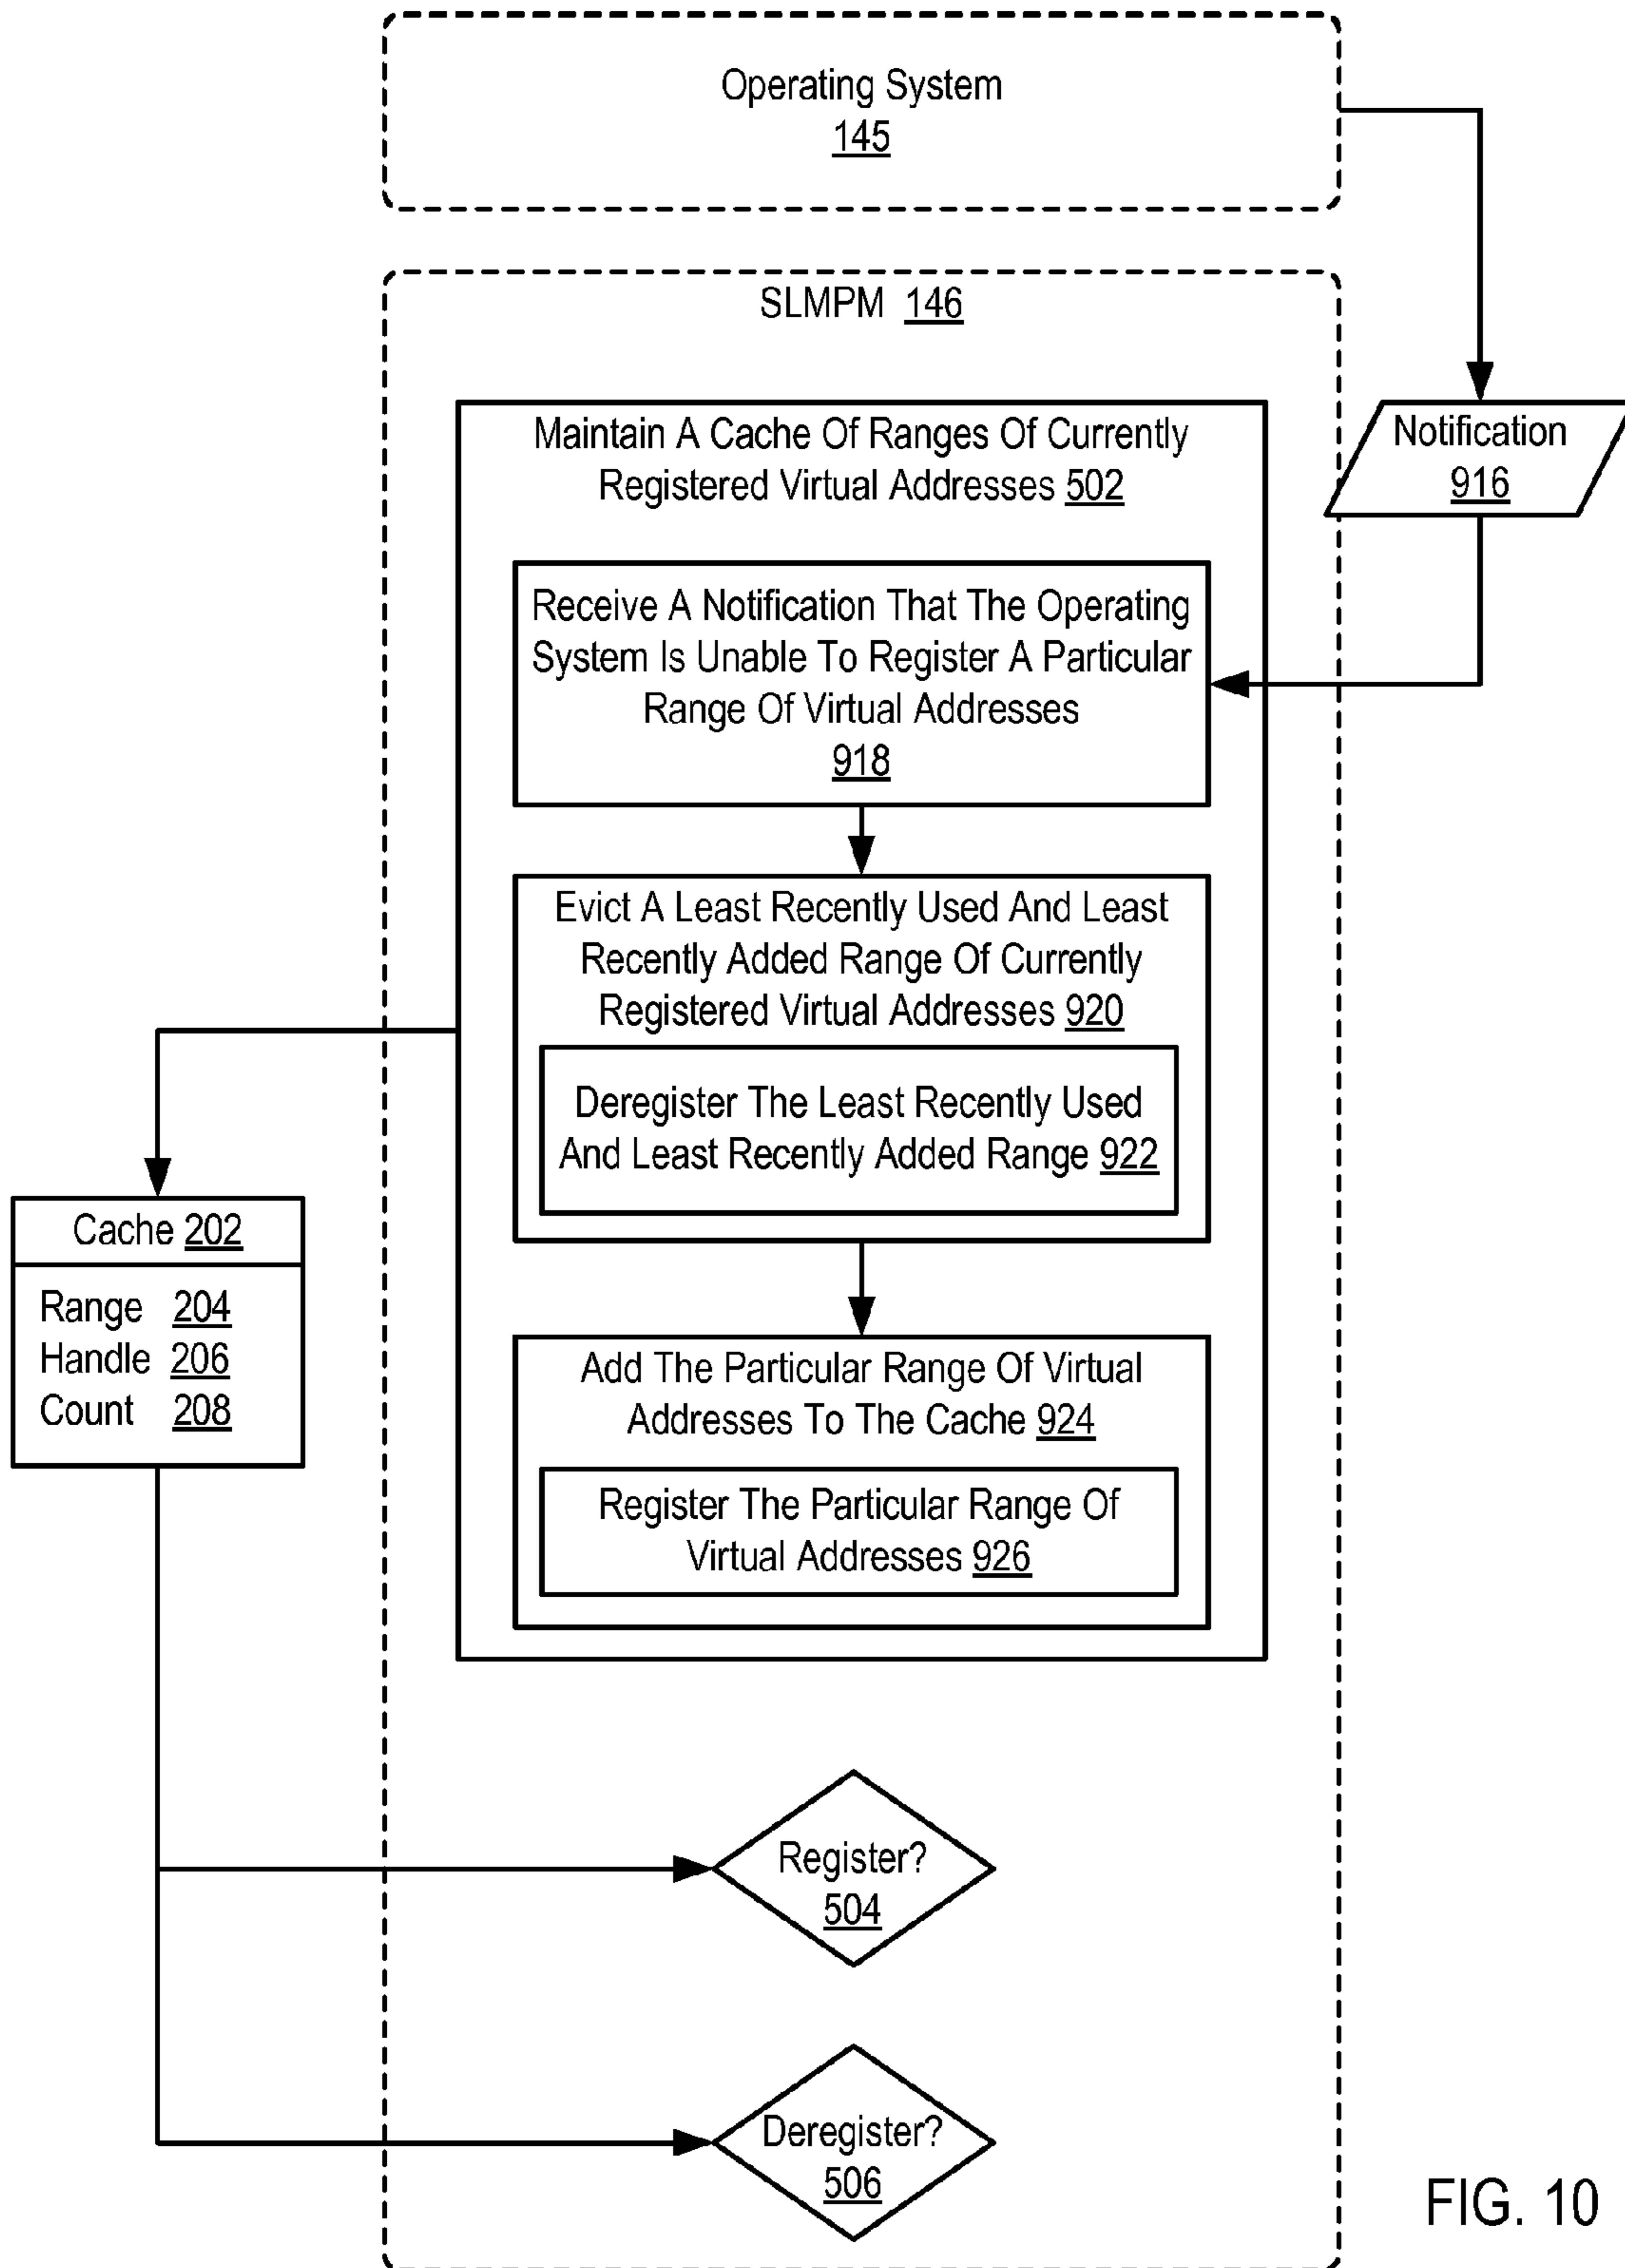 Operating System
145
SLMPM 146
Maintain A Cache Of Ranges Of Currently
Registered Virtual Addresses 502
Notification
916
Receive A Notification That The Operating
System Is Unable To Register A Particular
Range Of Virtual Addresses
918
Evict A Least Recently Used And Least
Recently Added Range Of Currently
Registered Virtual Addresses 920
Deregister The Least Recently Used
And Least Recently Added Range 922
Cache 202
Range 204
Handle 206
Count 208
Add The Particular Range Of Virtual
Addresses To The Cache 924
Register The Particular Range Of
Virtual Addresses 926
Register?
504
Deregister?
506
FIG. 10